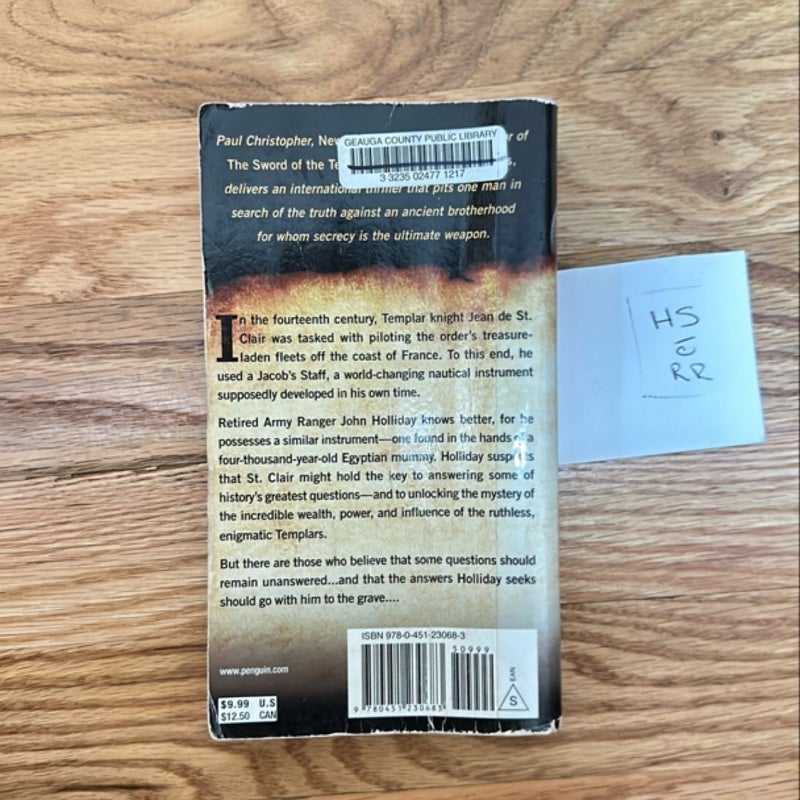 Paul Christopher, New
GEAUGA COUNTY PUBLIC LIBRARY
of
The Sword of the Te
3 3235 02477 1217
delivers an international thriller that pits one man in
search of the truth against an ancient brotherhood
for whom secrecy is the ultimate weapon.
In the fourteenth century, Templar knight Jean de St.
Clair was tasked with piloting the order's treasure-
laden fleets off the coast of France. To this end, he
used a Jacob's Staff, a world-changing nautical instrument
supposedly developed in his own time.
Retired Army Ranger John Holliday knows better, for he
possesses a similar instrument—one found in the hands of a
four-thousand-year-old Egyptian mummy. Holliday suspects
that St. Clair might hold the key to answering some of
history's greatest questions—and to unlocking the mystery of
the incredible wealth, power, and influence of the ruthless,
enigmatic Templars.
But there are those who believe that some questions should
remain unanswered...and that the answers Holliday seeks
should go with him to the grave....
HS
RR
ISBN 978-0-451-23068-3
50999
9 780451 230683
EAN
S
www.penguin.com
$9.99 U.S
$12.50 CAN